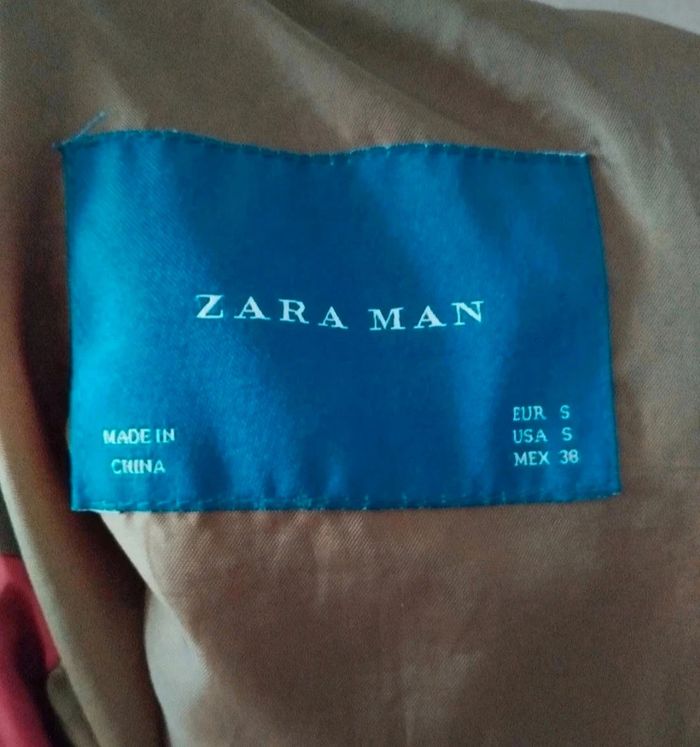 ZARA MAN
MADE IN
CHINA
EUR S
USA S
MEX 38